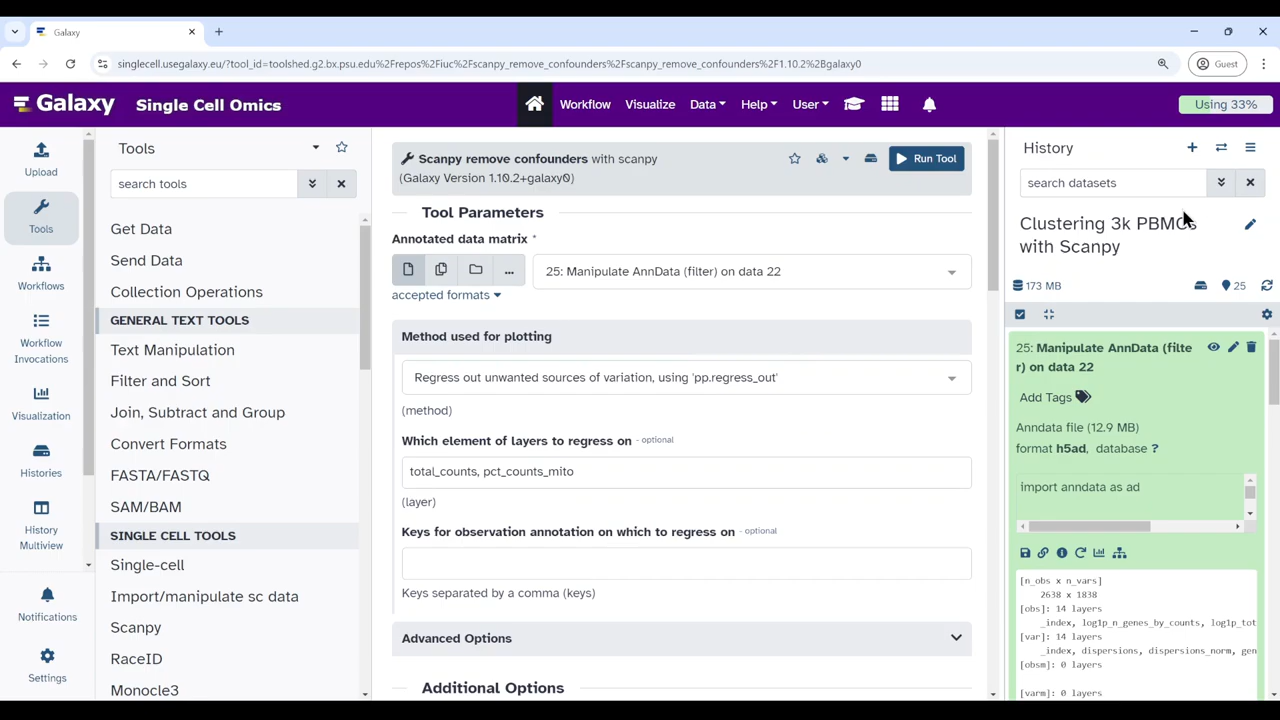 Galaxy
singlecell.usegalaxy.eu/?tool_id=toolshed.g2.bx.psu.edu%2Frepos%2Fiuc%2Fscanpy_remove_confounders%2Fscanpy_remove_confounders%2F1.10.2%2Bgalaxy0
Guest
Galaxy
Single Cell Omics
Workflow
Visualize
Data
Help
User
Using 33%
Upload
Tools
Workflows
Workflow
Invocations
Visualization
Histories
History
Multiview
Notifications
Settings
Tools
search tools
Get Data
Send Data
Collection Operations
GENERAL TEXT TOOLS
Text Manipulation
Filter and Sort
Join, Subtract and Group
Convert Formats
FASTA/FASTQ
SAM/BAM
SINGLE CELL TOOLS
Single-cell
Import/manipulate sc data
Scanpy
RaceID
Monocle3
Scanpy remove confounders with scanpy
(Galaxy Version 1.10.2+galaxy0)
Run Tool
Tool Parameters
Annotated data matrix *
...
25: Manipulate AnnData (filter) on data 22
accepted formats
Method used for plotting
Regress out unwanted sources of variation, using 'pp.regress_out'
(method)
Which element of layers to regress on - optional
total_counts, pct_counts_mito
(layer)
Keys for observation annotation on which to regress on - optional
Keys separated by a comma (keys)
Advanced Options
Additional Options
History
search datasets
Clustering 3k PBMCs
with Scanpy
173 MB
25
25: Manipulate AnnData (filte
r) on data 22
Add Tags
Anndata file (12.9 MB)
format h5ad, database ?
import anndata as ad
[n_obs x n_vars]
2638 x 1838
[obs]: 14 layers
_index, log1p_n_genes_by_counts, log1p_tot
[var]: 14 layers
_index, dispersions, dispersions_norm, gen
[obsm]: 0 layers
[varm]: 0 layers